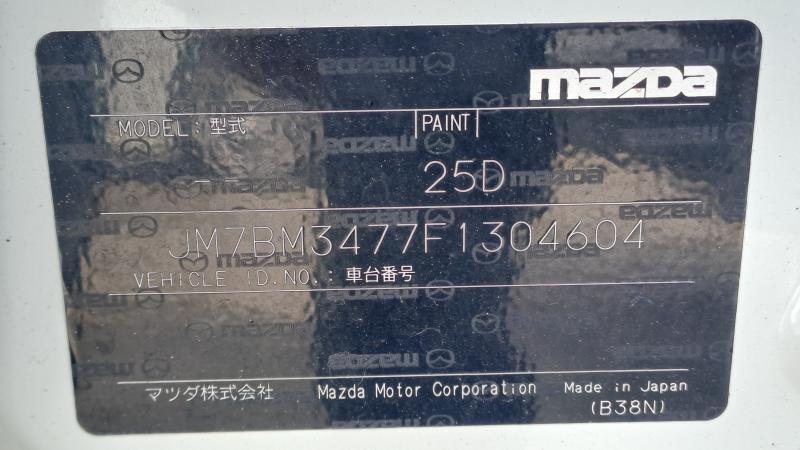 mazda
MODEL: 型式
PAINT
25D
JM7BM3477F1304604
VEHICLE ID.NO.: 車台番号
マツダ株式会社 Mazda Motor Corporation Made in Japan
(B38N)